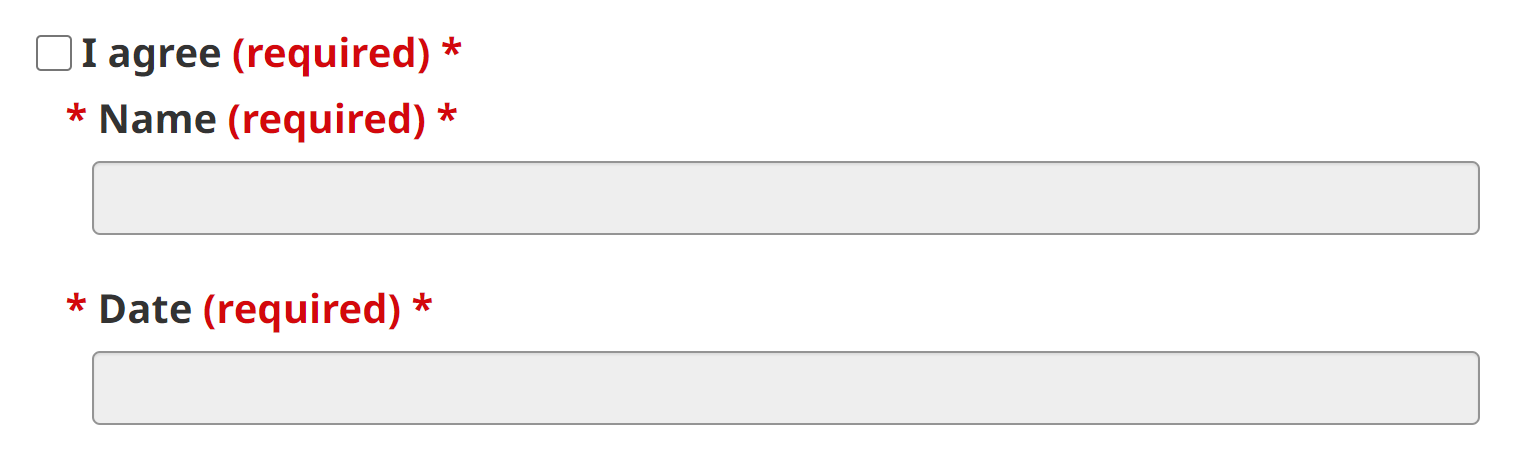 I agree (required) *
* Name (required) *
* Date (required) *